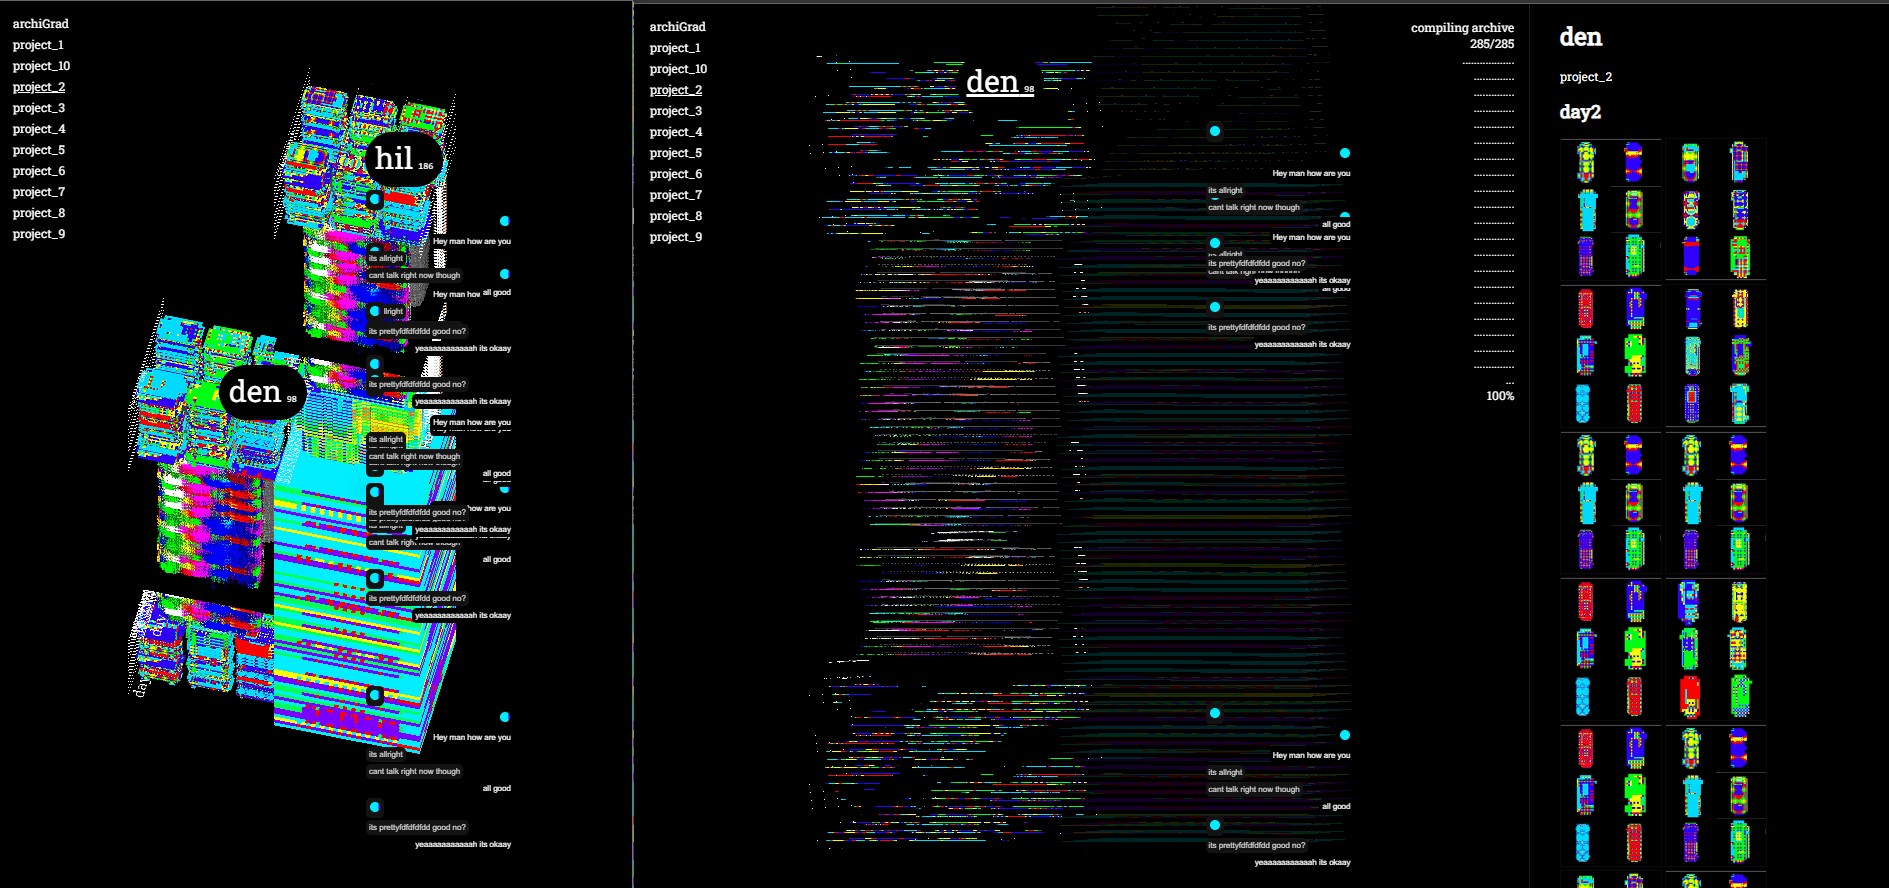 archiGrad
project_1
project_10
project_2
project_3
project_4
project_5
project_6
project_7
project_8
project_9
hil 186
Hey man how are you
its allright
cant talk right now though
Hey man how
all good
llright
its prettyfdfdfdfdd good no?
yeaaaaaaaaaaah its okaay
den 98
its prettyfdfdfdfdd good no?
yeaaaaaaaaaaah its okaay
Hey man how are you
its allright
cant talk right now though
all good
how are you
its prettyfdfdfdfdd good no?
yeaaaaaaaaaaah its okaay
cant talk right now though
all good
its prettyfdfdfdfdd good no?
yeaaaaaaaaaaah its okaay
day
Hey man how are you
its allright
cant talk right now though
all good
its prettyfdfdfdfdd good no?
yeaaaaaaaaaaah its okaay
archiGrad
project_1
project_10
project_2
project_3
project_4
project_5
project_6
project_7
project_8
project_9
den 98
Hey man how are you
its allright
cant talk right now though
all good
Hey man how are you
its allright
its prettyfdfdfdfdd good no?
cant talk right now though
yeaaaaaaaaaaah its okaay
all good
its prettyfdfdfdfdd good no?
yeaaaaaaaaaaah its okaay
Hey man how are you
its allright
cant talk right now though
all good
its prettyfdfdfdfdd good no?
yeaaaaaaaaaaah its okaay
compiling archive
285/285
100%
den
project_2
day2